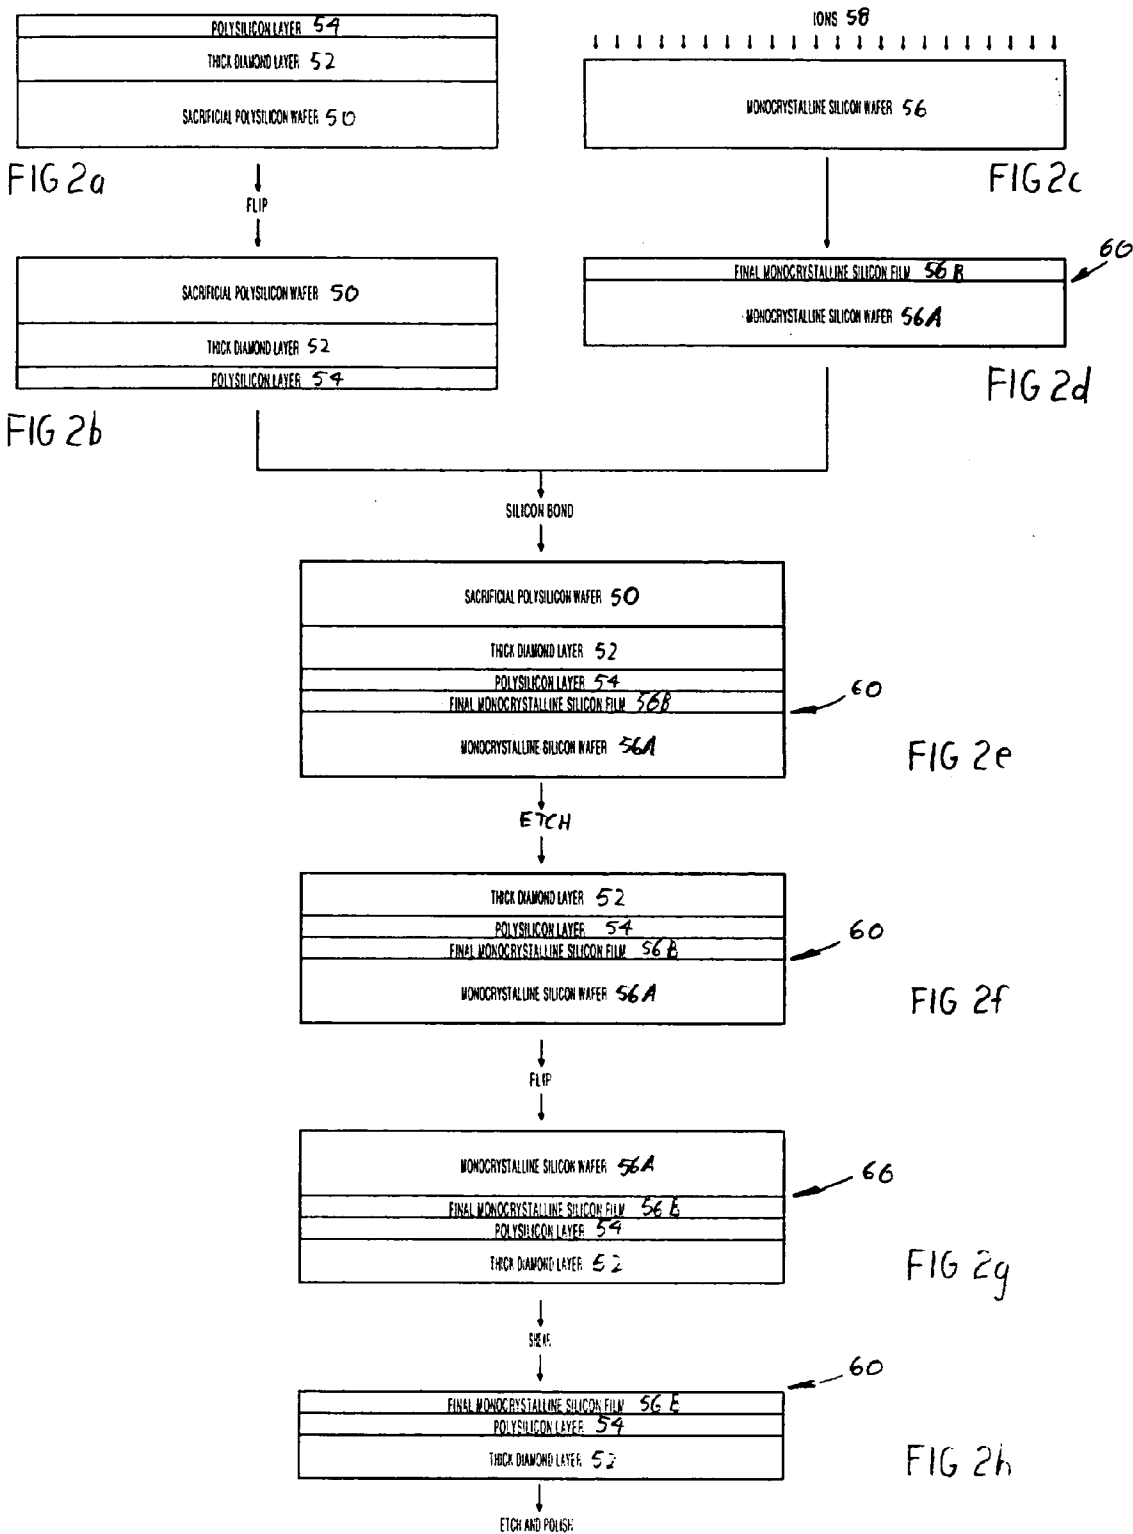 POLYSILICON LAYER 54
THICK DIAMOND LAYER 52
SACRIFICIAL POLYSILICON WAFER 50
FIG 2a
FLIP
SACRIFICIAL POLYSILICON WAFER 50
THICK DIAMOND LAYER 52
POLYSILICON LAYER 54
FIG 2b
IONS 58
MONOCRYSTALLINE SILICON WAFER 56
FIG 2c
60
FINAL MONOCRYSTALLINE SILICON FILM 56B
MONOCRYSTALLINE SILICON WAFER 56A
FIG 2d
SILICON BOND
SACRIFICIAL POLYSILICON WAFER 50
THICK DIAMOND LAYER 52
POLYSILICON LAYER 54
FINAL MONOCRYSTALLINE SILICON FILM 56B
60
MONOCRYSTALLINE SILICON WAFER 56A
FIG 2e
ETCH
THICK DIAMOND LAYER 52
POLYSILICON LAYER 54
60
FINAL MONOCRYSTALLINE SILICON FILM 56B
MONOCRYSTALLINE SILICON WAFER 56A
FIG 2f
FLIP
MONOCRYSTALLINE SILICON WAFER 56A
60
FINAL MONOCRYSTALLINE SILICON FILM 56B
POLYSILICON LAYER 54
THICK DIAMOND LAYER 52
FIG 2g
SHEAR
60
FINAL MONOCRYSTALLINE SILICON FILM 56B
POLYSILICON LAYER 54
THICK DIAMOND LAYER 52
FIG 2h
ETCH AND POLISH